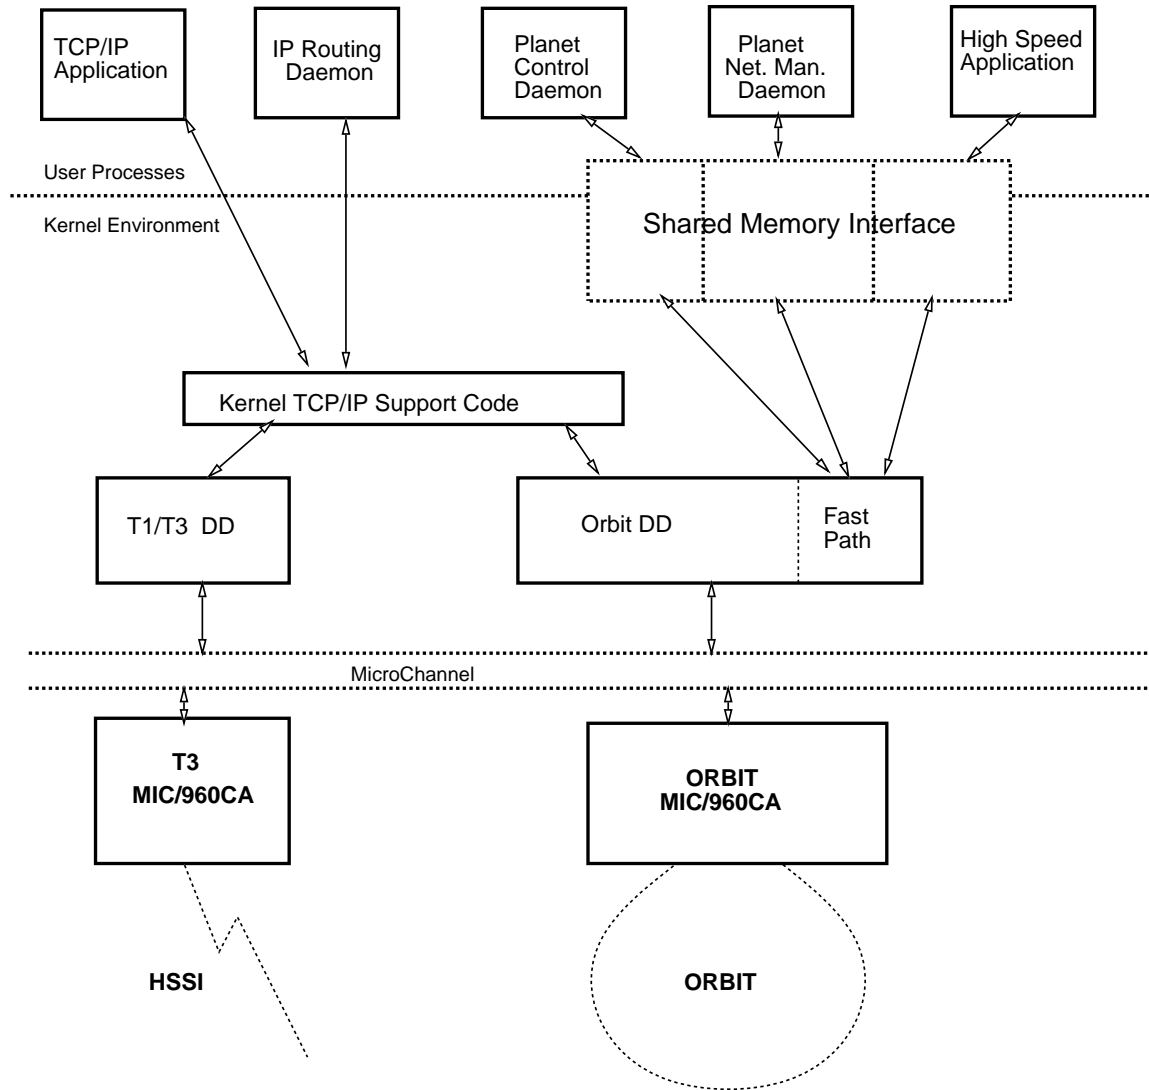 TCP/IP
Application
IP Routing
Daemon
Planet
Control
Daemon
Planet
Net. Man.
Daemon
High Speed
Application
User Processes
Kernel Environment
Shared Memory Interface
Kernel TCP/IP Support Code
T1/T3 DD
Orbit DD
Fast
Path
MicroChannel
T3
MIC/960CA
ORBIT
MIC/960CA
HSSI
ORBIT